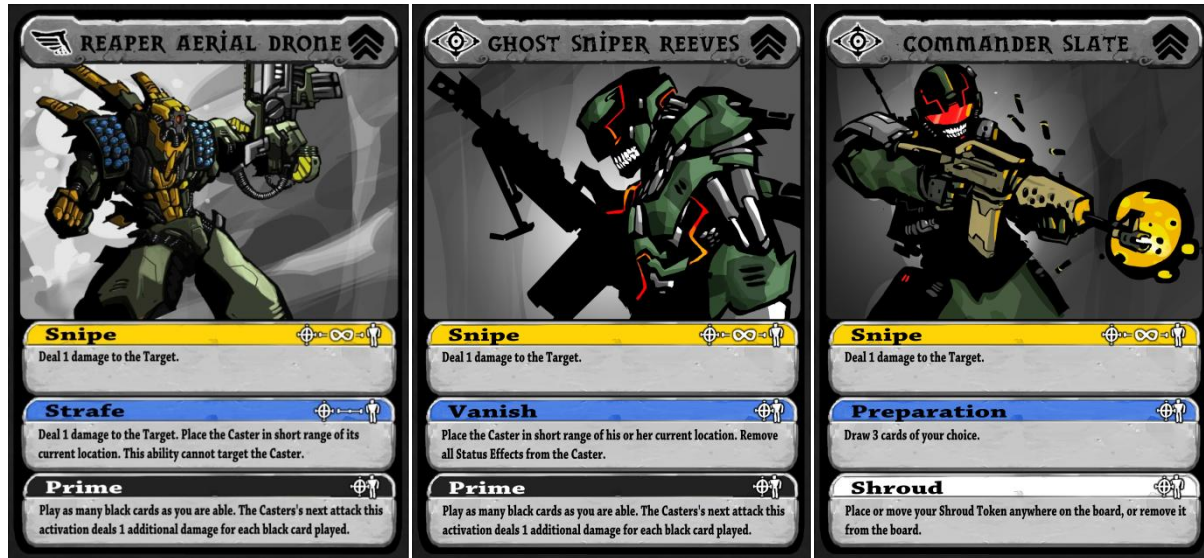 REAPER AERIAL DRONE
Snipe
Deal 1 damage to the Target.
Strafe
Deal 1 damage to the Target. Place the Caster in short range of its
current location. This ability cannot target the Caster.
Prime
Play as many black cards as you are able. The Casters's next attack this
activation deals 1 additional damage for each black card played.
GHOST SNIPER REEVES
Snipe
Deal 1 damage to the Target.
Vanish
Place the Caster in short range of his or her current location. Remove
all Status Effects from the Caster.
Prime
Play as many black cards as you are able. The Casters's next attack this
activation deals 1 additional damage for each black card played.
COMMANDER SLATE
Snipe
Deal 1 damage to the Target.
Preparation
Draw 3 cards of your choice.
Shroud
Place or move your Shroud Token anywhere on the board, or remove it
from the board.